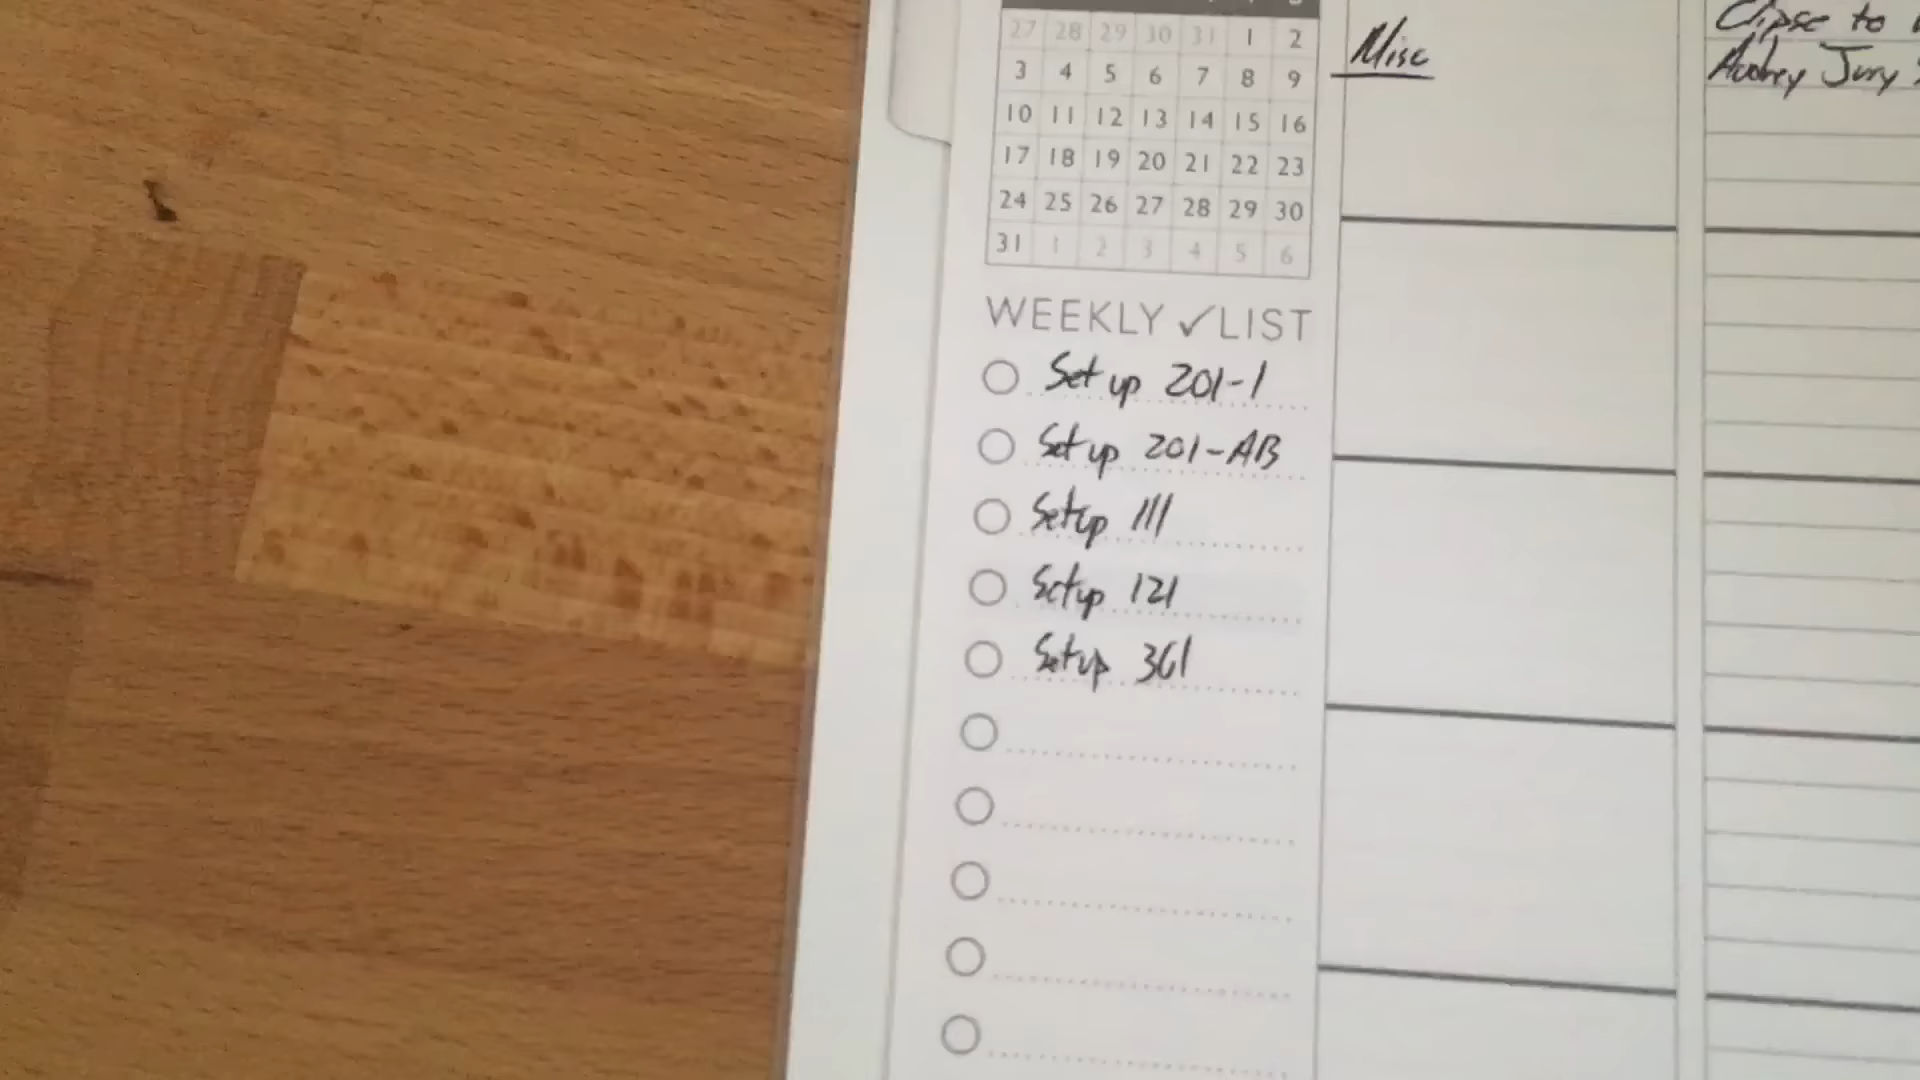 27 28 29 30 31 1 2
3 4 5 6 7 8 9
10 11 12 13 14 15 16
17 18 19 20 21 22 23
24 25 26 27 28 29 30
31 1 2 3 4 5 6
WEEKLY ✓LIST
Set up 201-1
Set up 201-AB
Setup 111
Setup 121
Setup 361
Misc
to
Audrey Jury